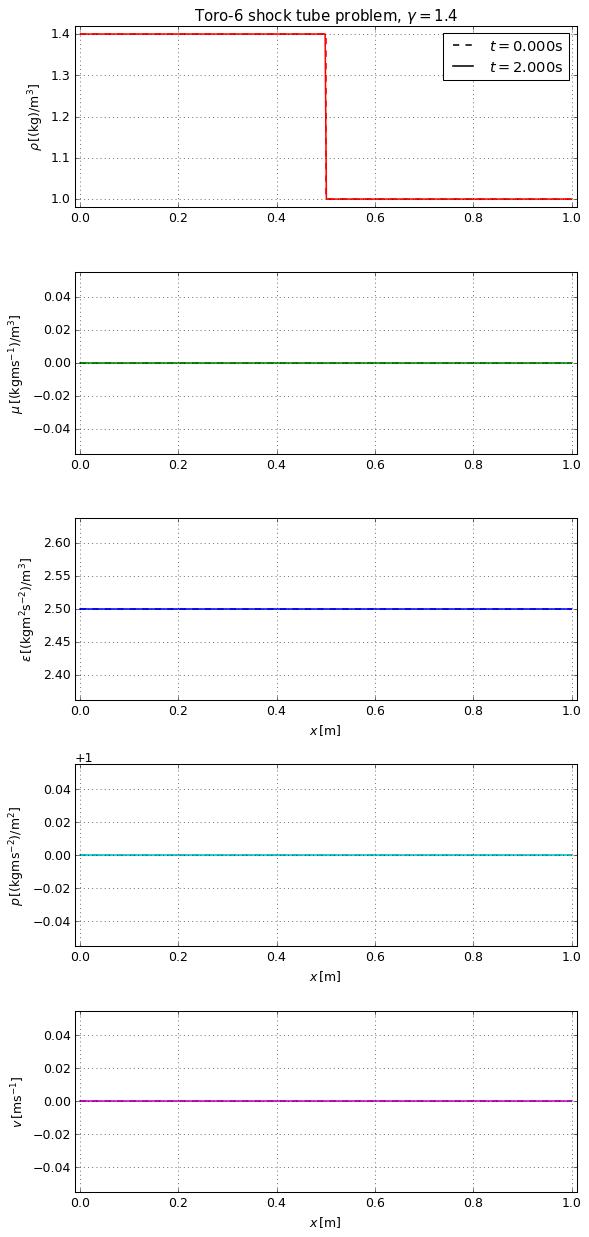 Toro-6 shock tube problem, γ = 1.4
ρ [(kg)/m³]
1.4
1.3
1.2
1.1
1.0
t = 0.000s
t = 2.000s
0.0 0.2 0.4 0.6 0.8 1.0
μ [(kgms⁻¹)/m³]
0.04
0.02
0.00
−0.02
−0.04
0.0 0.2 0.4 0.6 0.8 1.0
ε [(kgm²s⁻²)/m³]
2.60
2.55
2.50
2.45
2.40
0.0 0.2 0.4 0.6 0.8 1.0
x [m]
+1
p [(kgms⁻²)/m²]
0.04
0.02
0.00
−0.02
−0.04
0.0 0.2 0.4 0.6 0.8 1.0
x [m]
v [ms⁻¹]
0.04
0.02
0.00
−0.02
−0.04
0.0 0.2 0.4 0.6 0.8 1.0
x [m]